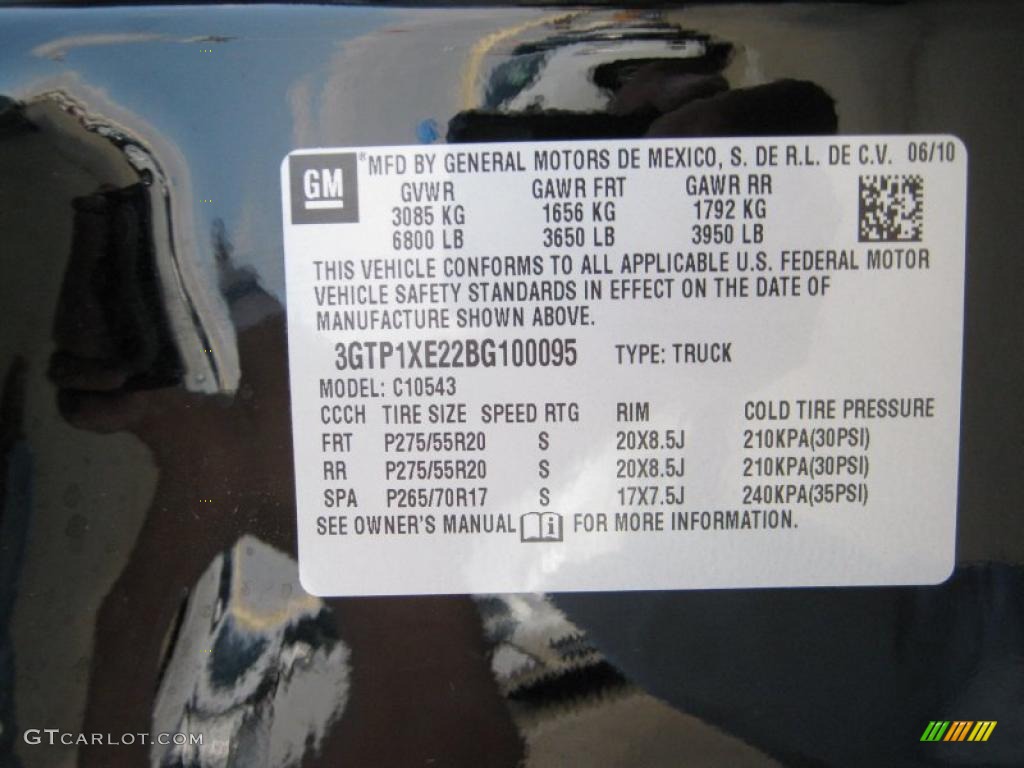 GM ® MFD BY GENERAL MOTORS DE MEXICO, S. DE R.L. DE C.V. 06/10
GVWR GAWR FRT GAWR RR
3085 KG 1656 KG 1792 KG
6800 LB 3650 LB 3950 LB
THIS VEHICLE CONFORMS TO ALL APPLICABLE U.S. FEDERAL MOTOR
VEHICLE SAFETY STANDARDS IN EFFECT ON THE DATE OF
MANUFACTURE SHOWN ABOVE.
3GTP1XE22BG100095 TYPE: TRUCK
MODEL: C10543
CCCH TIRE SIZE SPEED RTG RIM COLD TIRE PRESSURE
FRT P275/55R20 S 20X8.5J 210KPA(30PSI)
RR P275/55R20 S 20X8.5J 210KPA(30PSI)
SPA P265/70R17 S 17X7.5J 240KPA(35PSI)
SEE OWNER'S MANUAL i FOR MORE INFORMATION.
GTCARLOT.COM